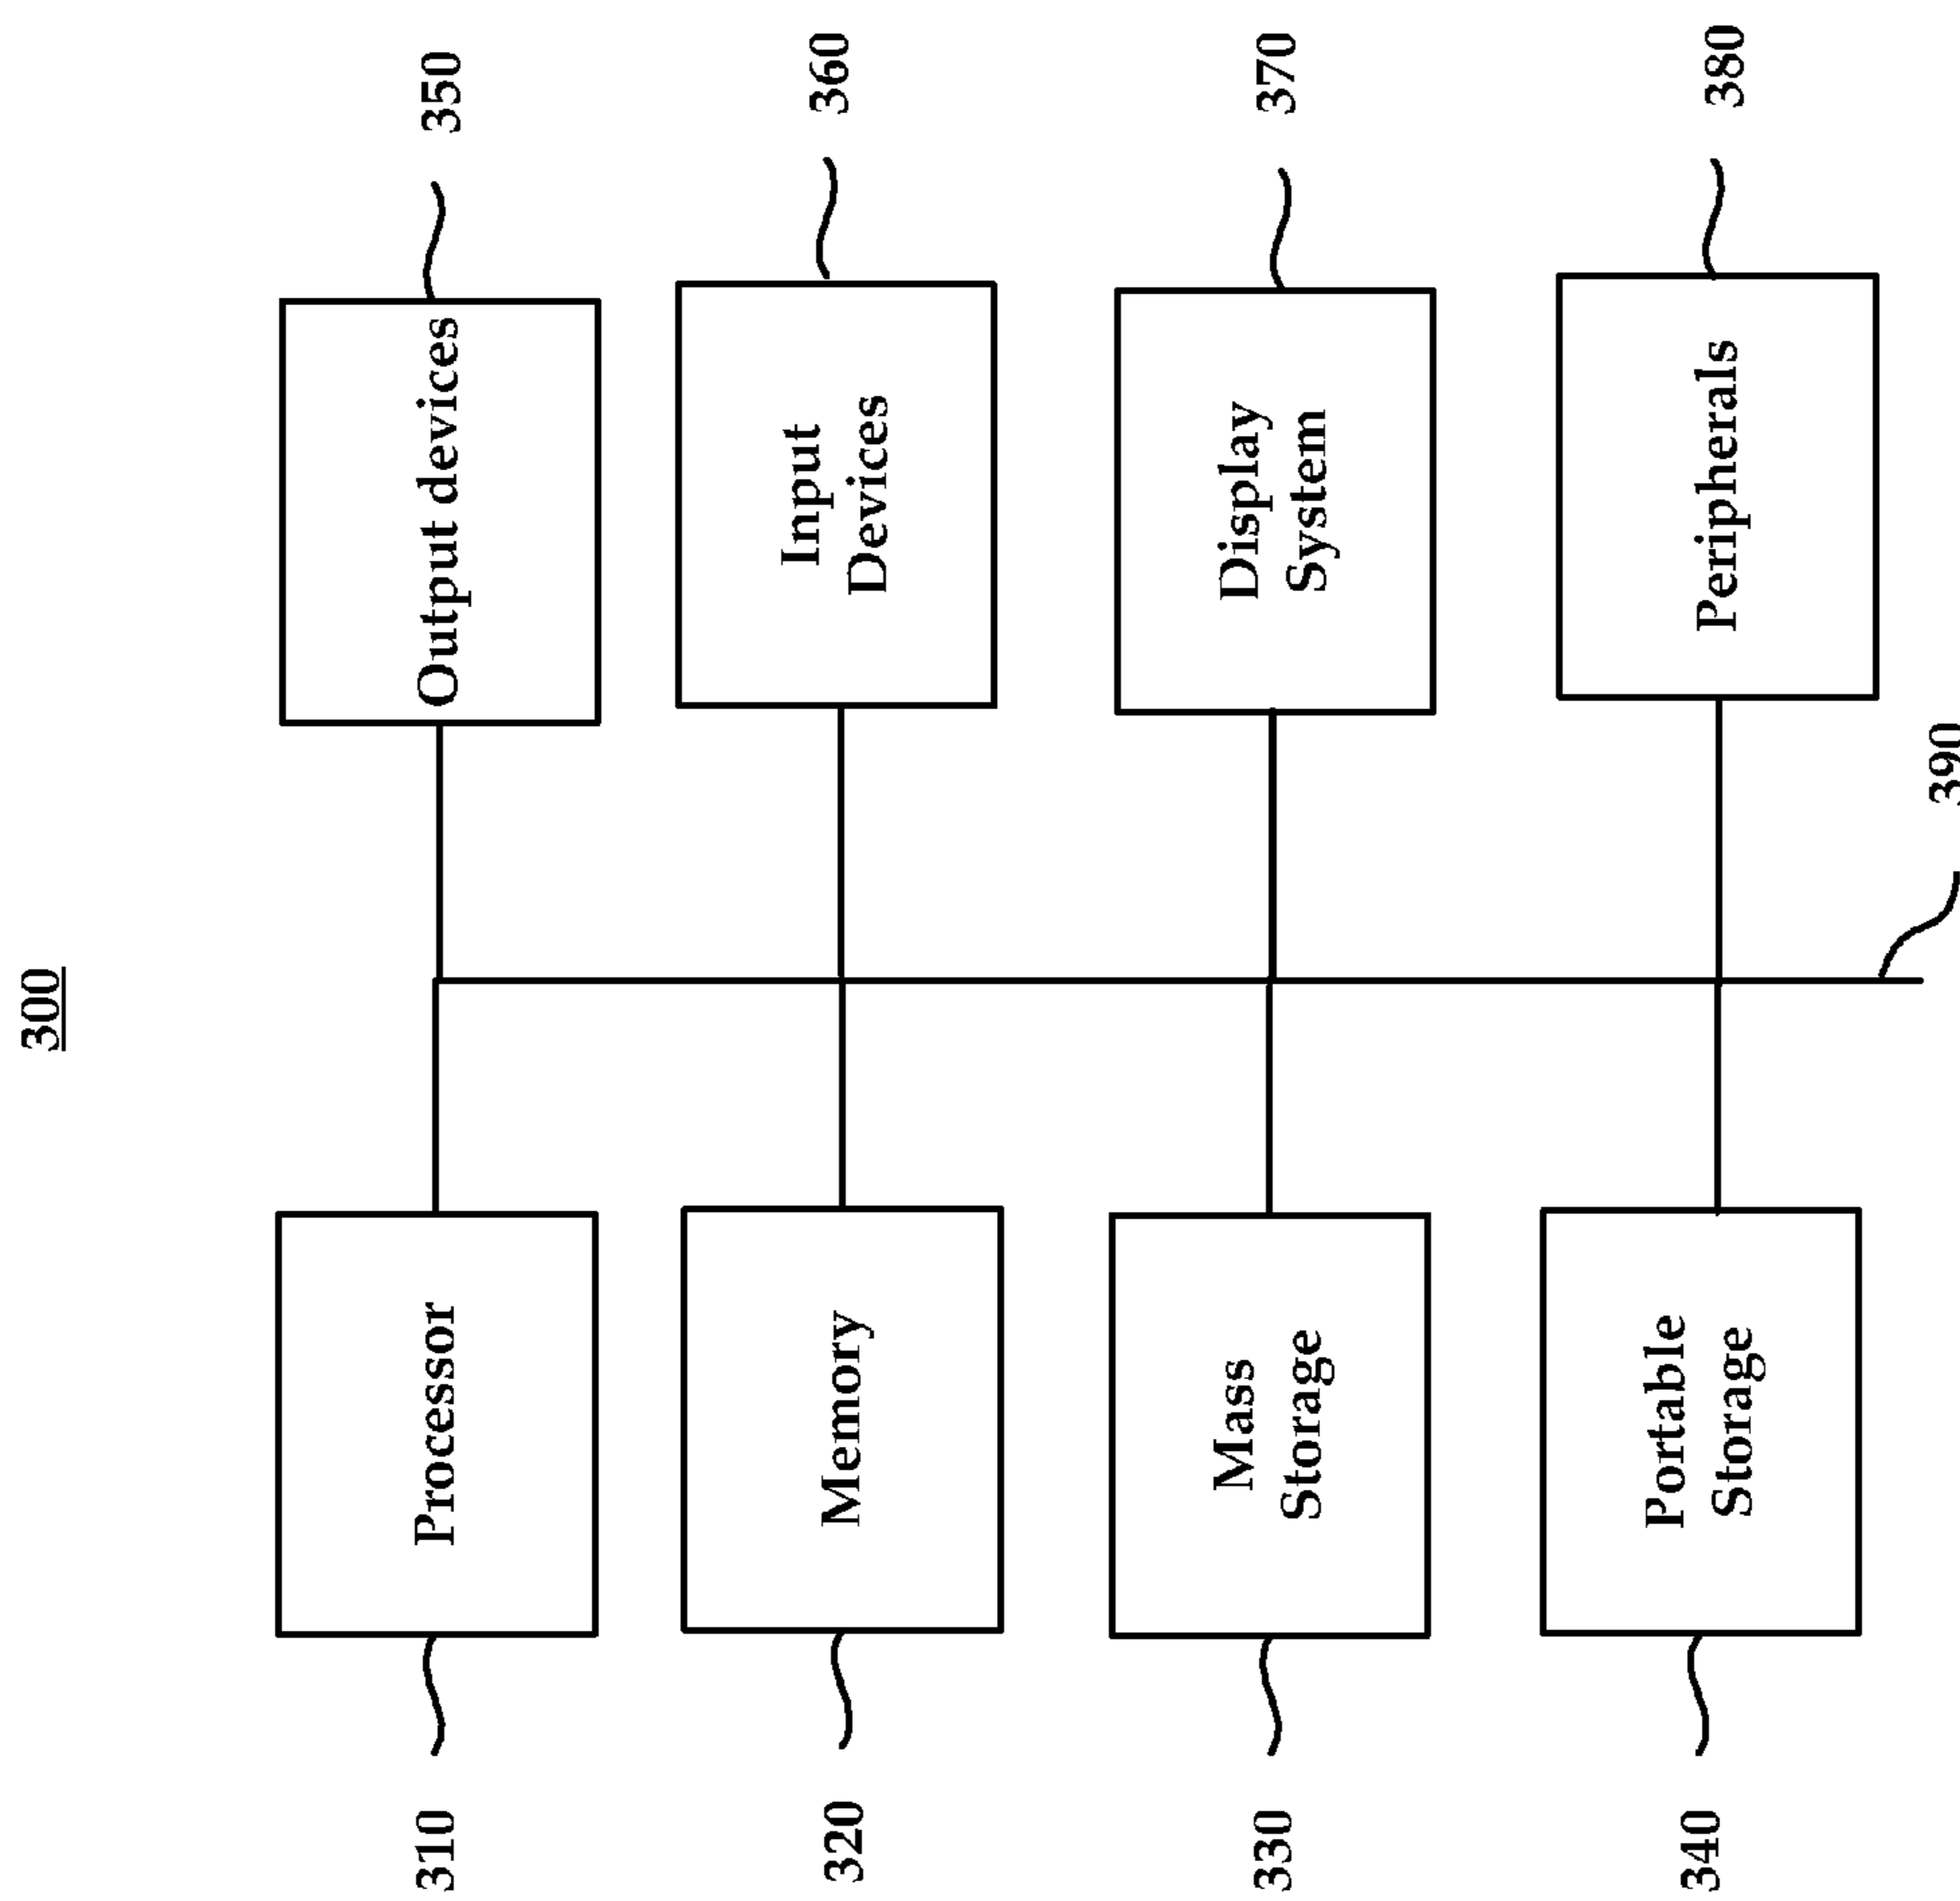 300
310
Processor
Output devices
350
320
Memory
Input
Devices
360
330
Mass
Storage
Display
System
370
340
Portable
Storage
Peripherals
380
390